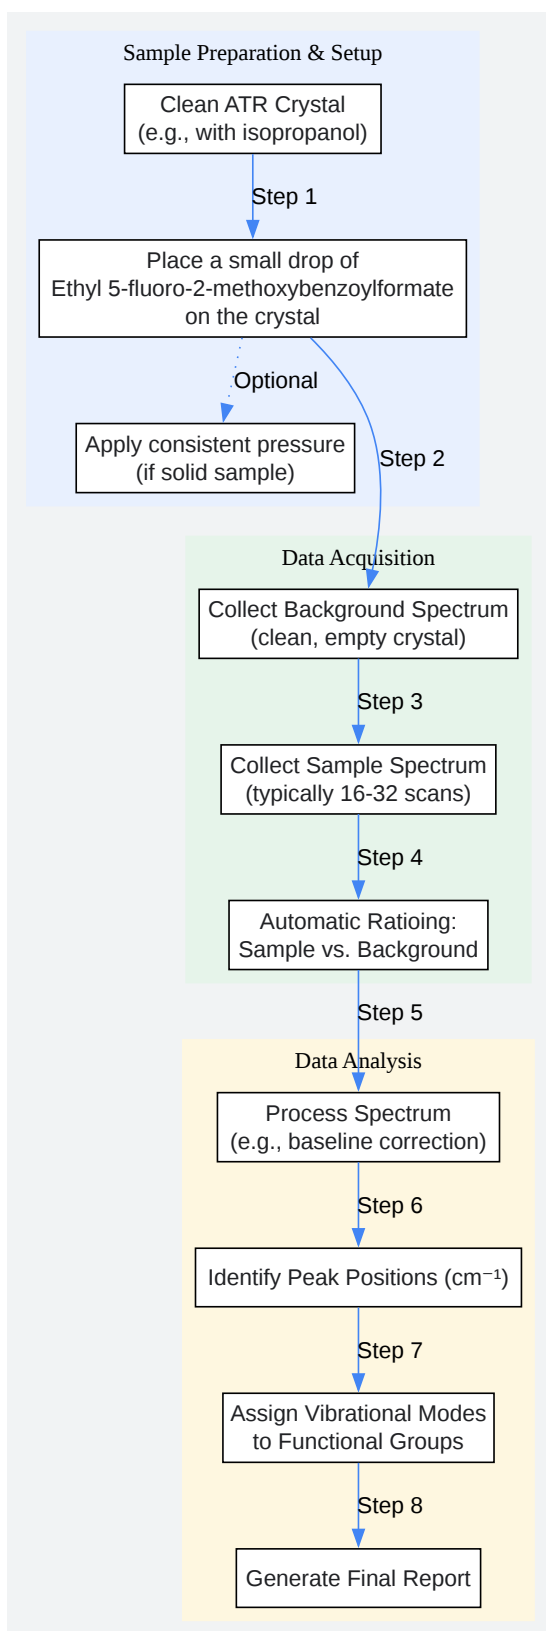 Sample Preparation & Setup
Clean ATR Crystal
(e.g., with isopropanol)
Step 1
Place a small drop of
Ethyl 5-fluoro-2-methoxybenzoylformate
on the crystal
Optional
Apply consistent pressure
(if solid sample)
Step 2
Data Acquisition
Collect Background Spectrum
(clean, empty crystal)
Step 3
Collect Sample Spectrum
(typically 16-32 scans)
Step 4
Automatic Ratioing:
Sample vs. Background
Step 5
Data Analysis
Process Spectrum
(e.g., baseline correction)
Step 6
Identify Peak Positions (cm⁻¹)
Step 7
Assign Vibrational Modes
to Functional Groups
Step 8
Generate Final Report